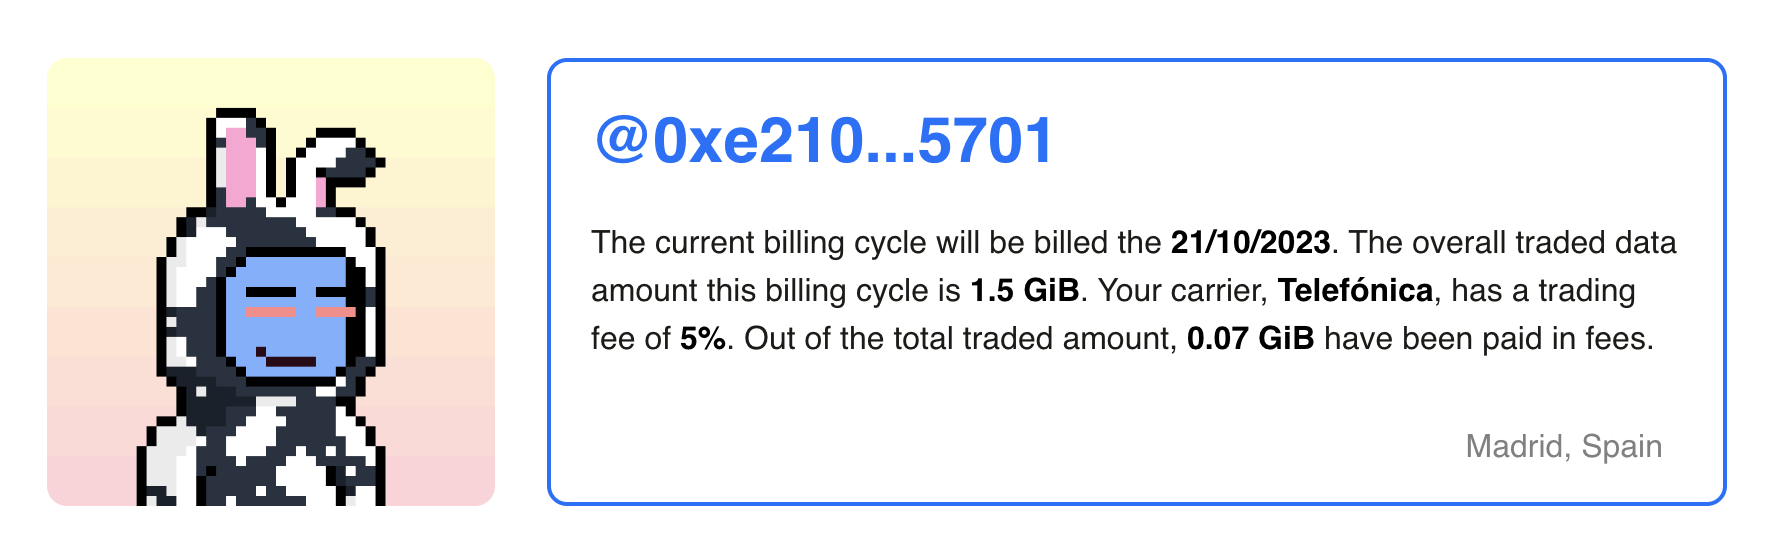 @0xe210...5701
The current billing cycle will be billed the 21/10/2023. The overall traded data
amount this billing cycle is 1.5 GiB. Your carrier, Telefónica, has a trading
fee of 5%. Out of the total traded amount, 0.07 GiB have been paid in fees.
Madrid, Spain